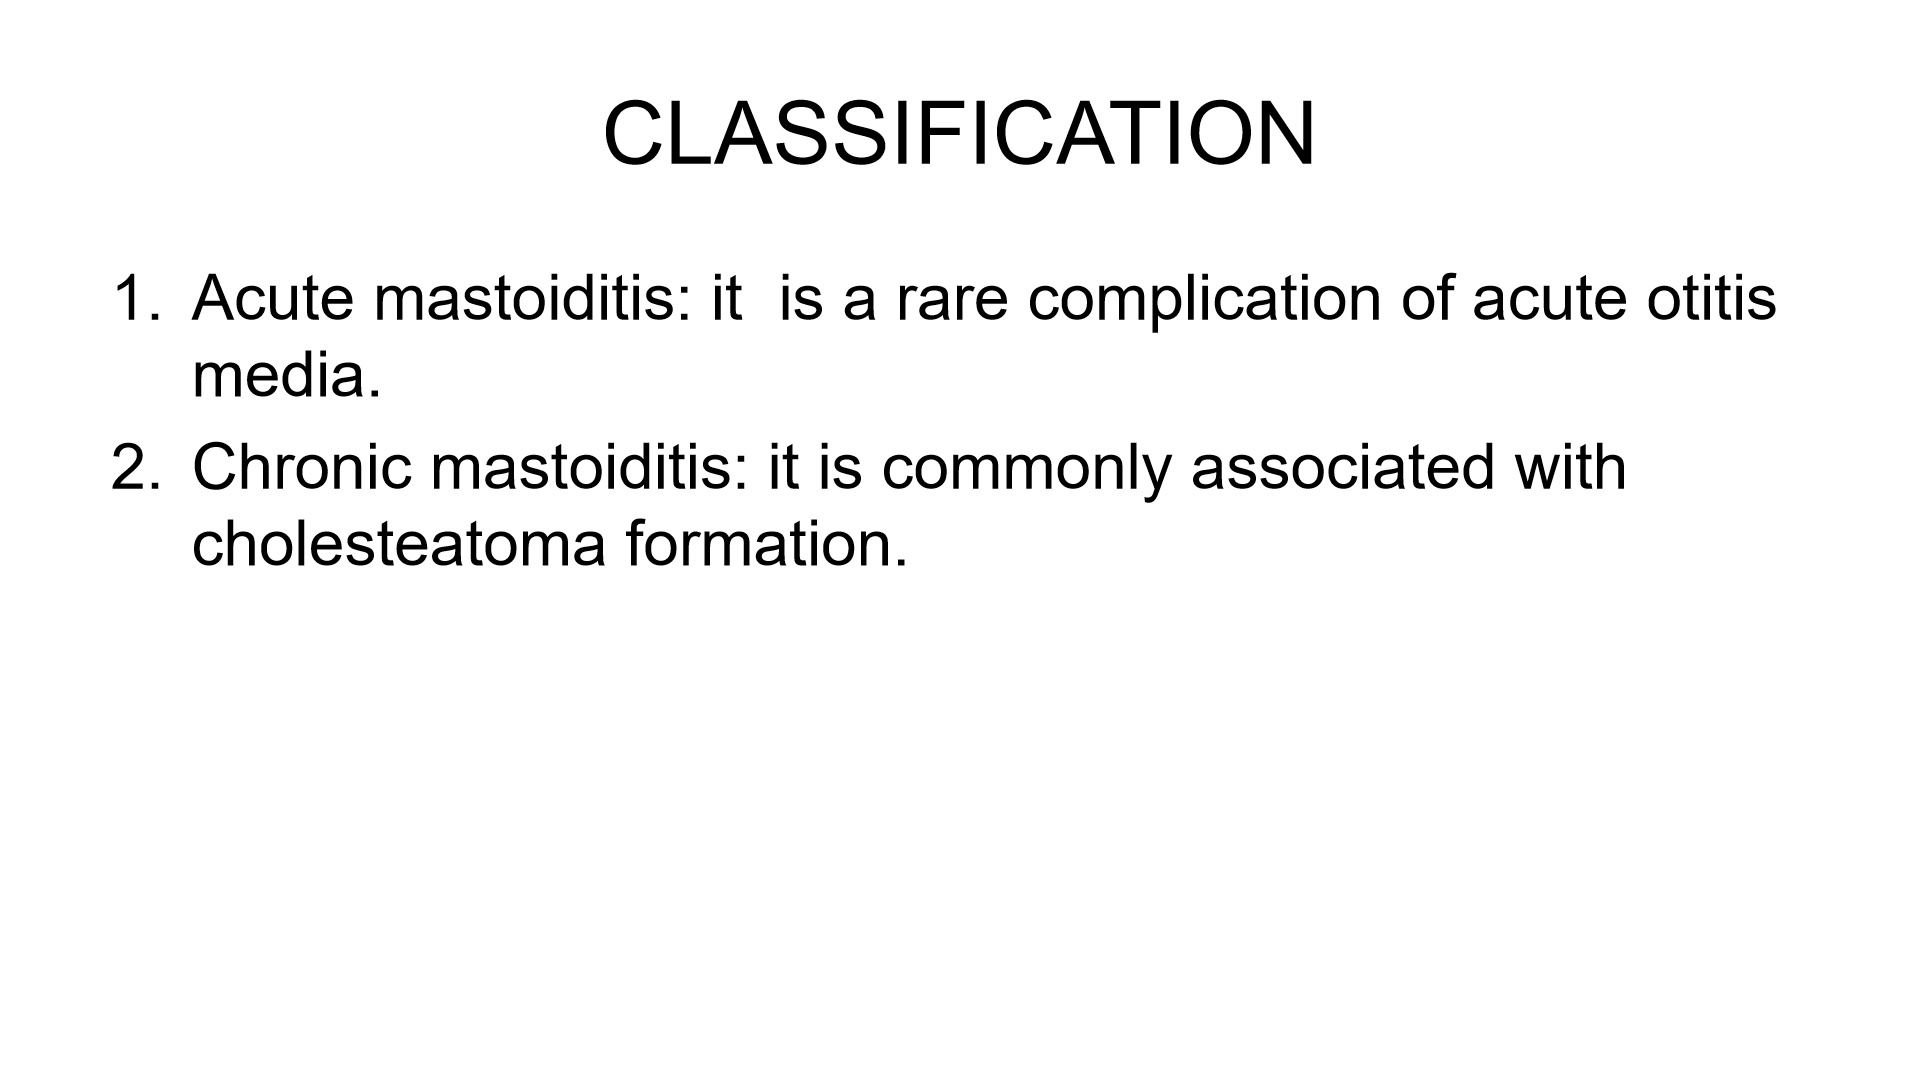 CLASSIFICATION
1. Acute mastoiditis: it  is a rare complication of acute otitis
media.
2. Chronic mastoiditis: it is commonly associated with
cholesteatoma formation.